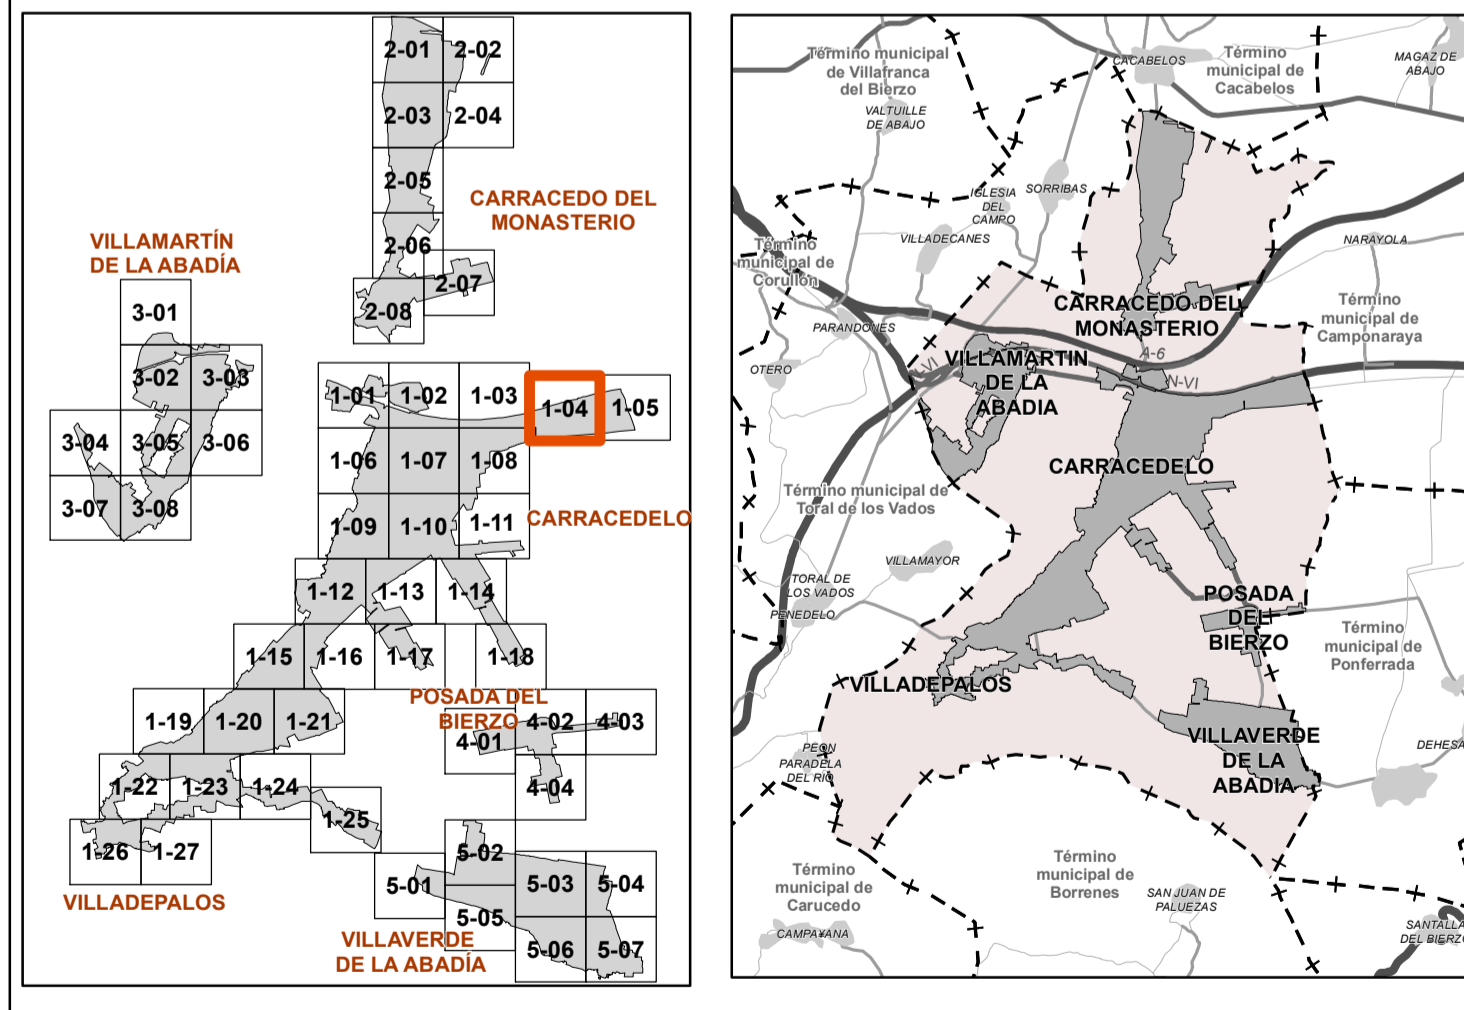 2-01
2-02
2-03
2-04
2-05
2-06
2-07
2-08
CARRACEDO DEL
MONASTERIO
VILLAMARTÍN
DE LA ABADÍA
3-01
3-02
3-03
3-04
3-05
3-06
3-07
3-08
1-01
1-02
1-03
1-04
1-05
1-06
1-07
1-08
1-09
1-10
1-11
CARRACEDELO
1-12
1-13
1-14
1-15
1-16
1-17
1-18
1-19
1-20
1-21
POSADA DEL
BIERZO
4-01
4-02
4-03
4-04
1-22
1-23
1-24
1-25
1-26
1-27
VILLADEPALOS
5-01
5-02
5-03
5-04
5-05
5-06
5-07
VILLAVERDE
DE LA ABADÍA
Término municipal
de Villafranca
del Bierzo
CACABELOS
Término
municipal de
Cacabelos
MAGAZ DE
ABAJO
VALTUILLE
DE ABAJO
IGLESIA
DEL
CAMPO
SORRIBAS
VILLADECANES
NARAYOLA
Término
municipal de
Corullón
CARRACEDO DEL
MONASTERIO
Término
municipal de
Camponaraya
PARANDONES
OTERO
VILLAMARTIN
DE LA
ABADIA
A-6
N-VI
CARRACEDELO
Término municipal de
Toral de los Vados
VILLAMAYOR
TORAL DE
LOS VADOS
PENEDELO
POSADA
DEL
BIERZO
Término
municipal de
Ponferrada
VILLADEPALOS
VILLAVERDE
DE LA
ABADIA
PEON
PARADELA
DEL RÍO
DEHESA
Término
municipal de
Carucedo
Término
municipal de
Borrenes
SAN JUAN DE
PALUEZAS
CAMPA¥ANA
SANTALLA
DEL BIERZO